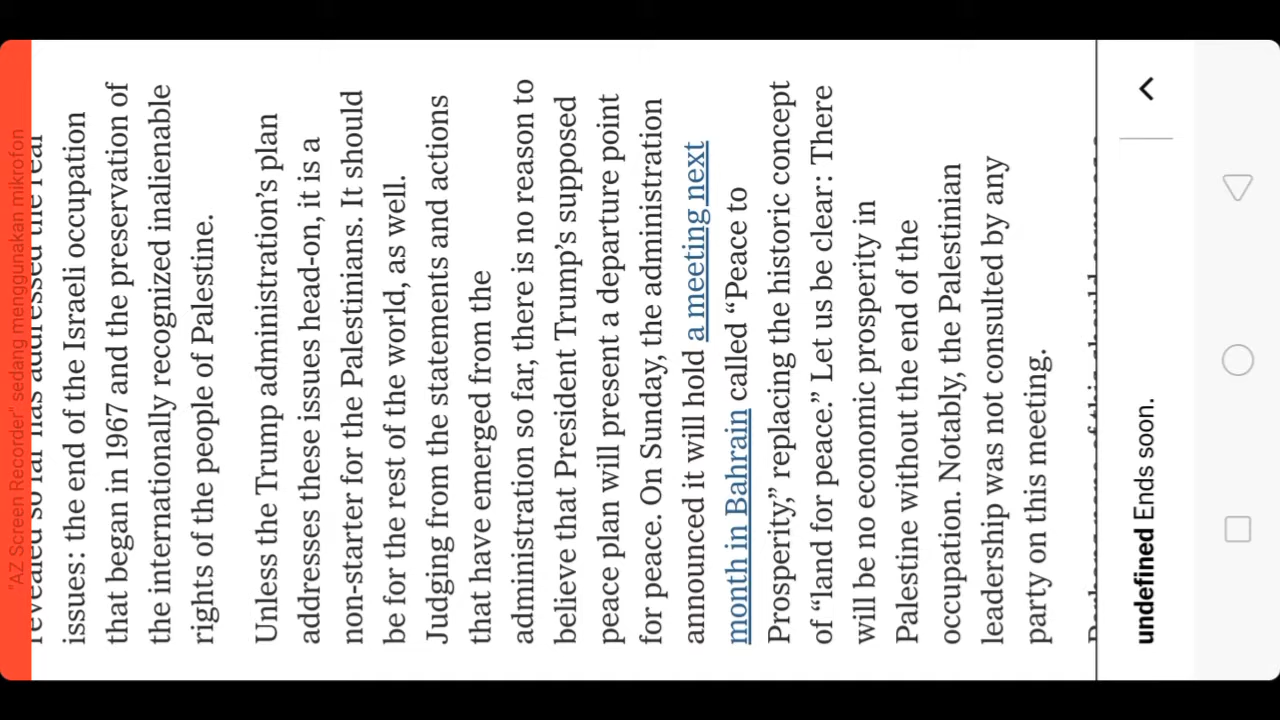 "AZ Screen Recorder" sedang menggunakan mikrofon
revealed so far has addressed the real
issues: the end of the Israeli occupation
that began in 1967 and the preservation of
the internationally recognized inalienable
rights of the people of Palestine.
Unless the Trump administration’s plan
addresses these issues head-on, it is a
non-starter for the Palestinians. It should
be for the rest of the world, as well.
Judging from the statements and actions
that have emerged from the
administration so far, there is no reason to
believe that President Trump’s supposed
peace plan will present a departure point
for peace. On Sunday, the administration
announced it will hold a meeting next
month in Bahrain called “Peace to
Prosperity,” replacing the historic concept
of “land for peace.” Let us be clear: There
will be no economic prosperity in
Palestine without the end of the
occupation. Notably, the Palestinian
leadership was not consulted by any
party on this meeting.
undefined Ends soon.